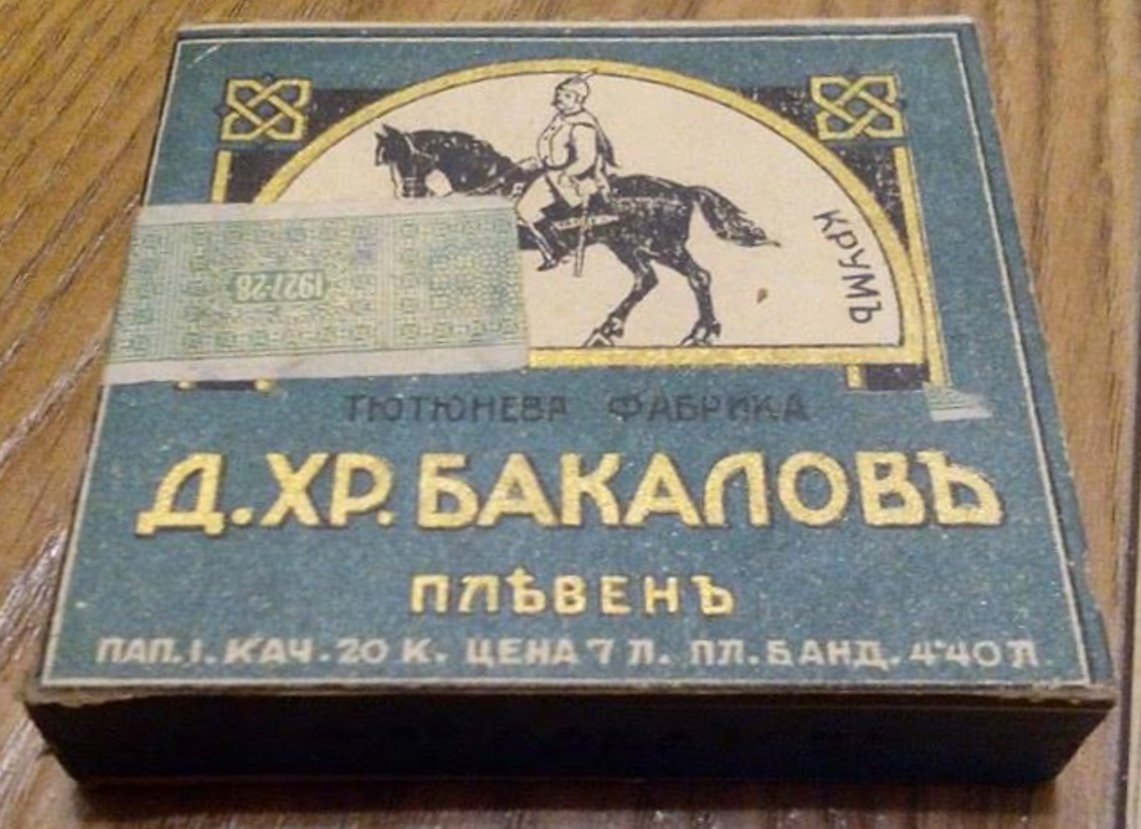 КРУМЪ
1927-28
ТЮТЮНЕВА ФАБРИКА
Д.ХР.БАКАЛОВЪ
ПЛѢВЕНЪ
ПАП.I.КАЧ.20 К. ЦЕНА 7 Л. ПЛ.БАНД.4·40 Л